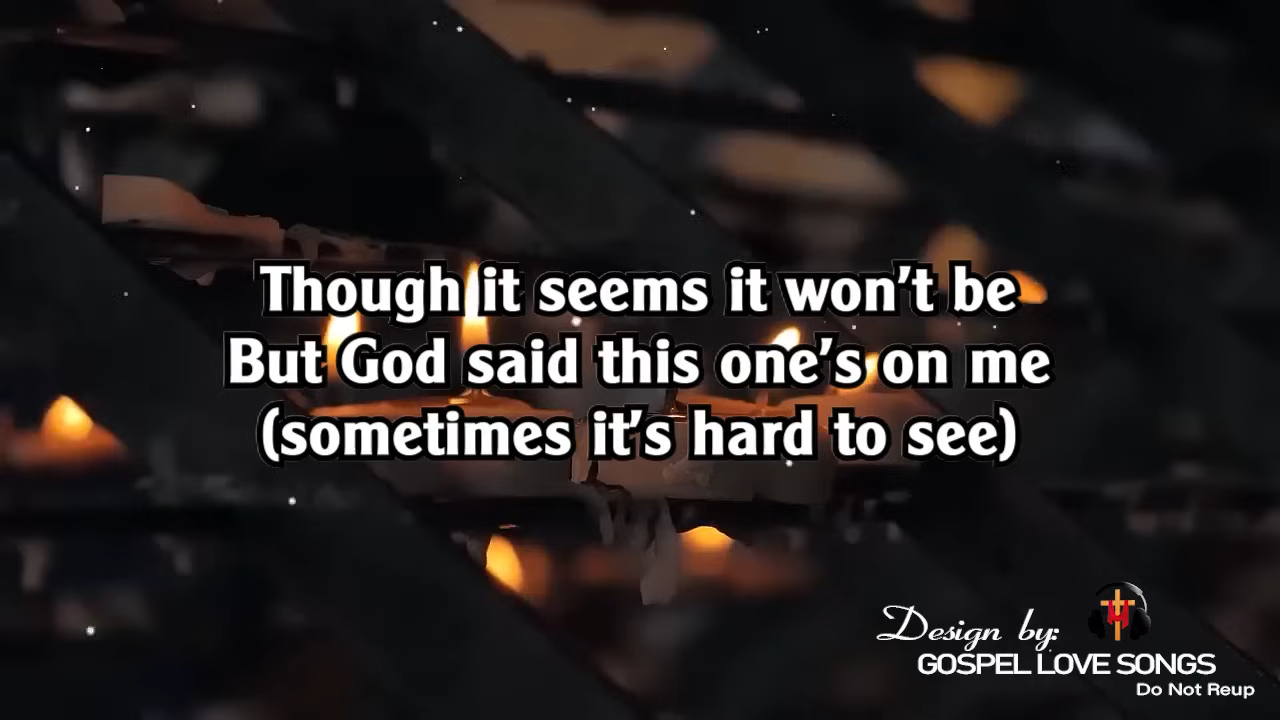 Though it seems it won't be
But God said this one's on me
(sometimes it's hard to see)
Design by:
GOSPEL LOVE SONGS
Do Not Reup